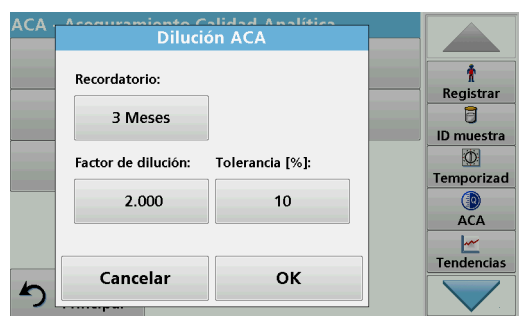 ACA - Aseguramiento Calidad Analítica
Dilución ACA
Recordatorio:
3 Meses
Factor de dilución: Tolerancia [%]:
2.000 10
Cancelar OK
Principal
Registrar
ID muestra
Temporizad
ACA
Tendencias